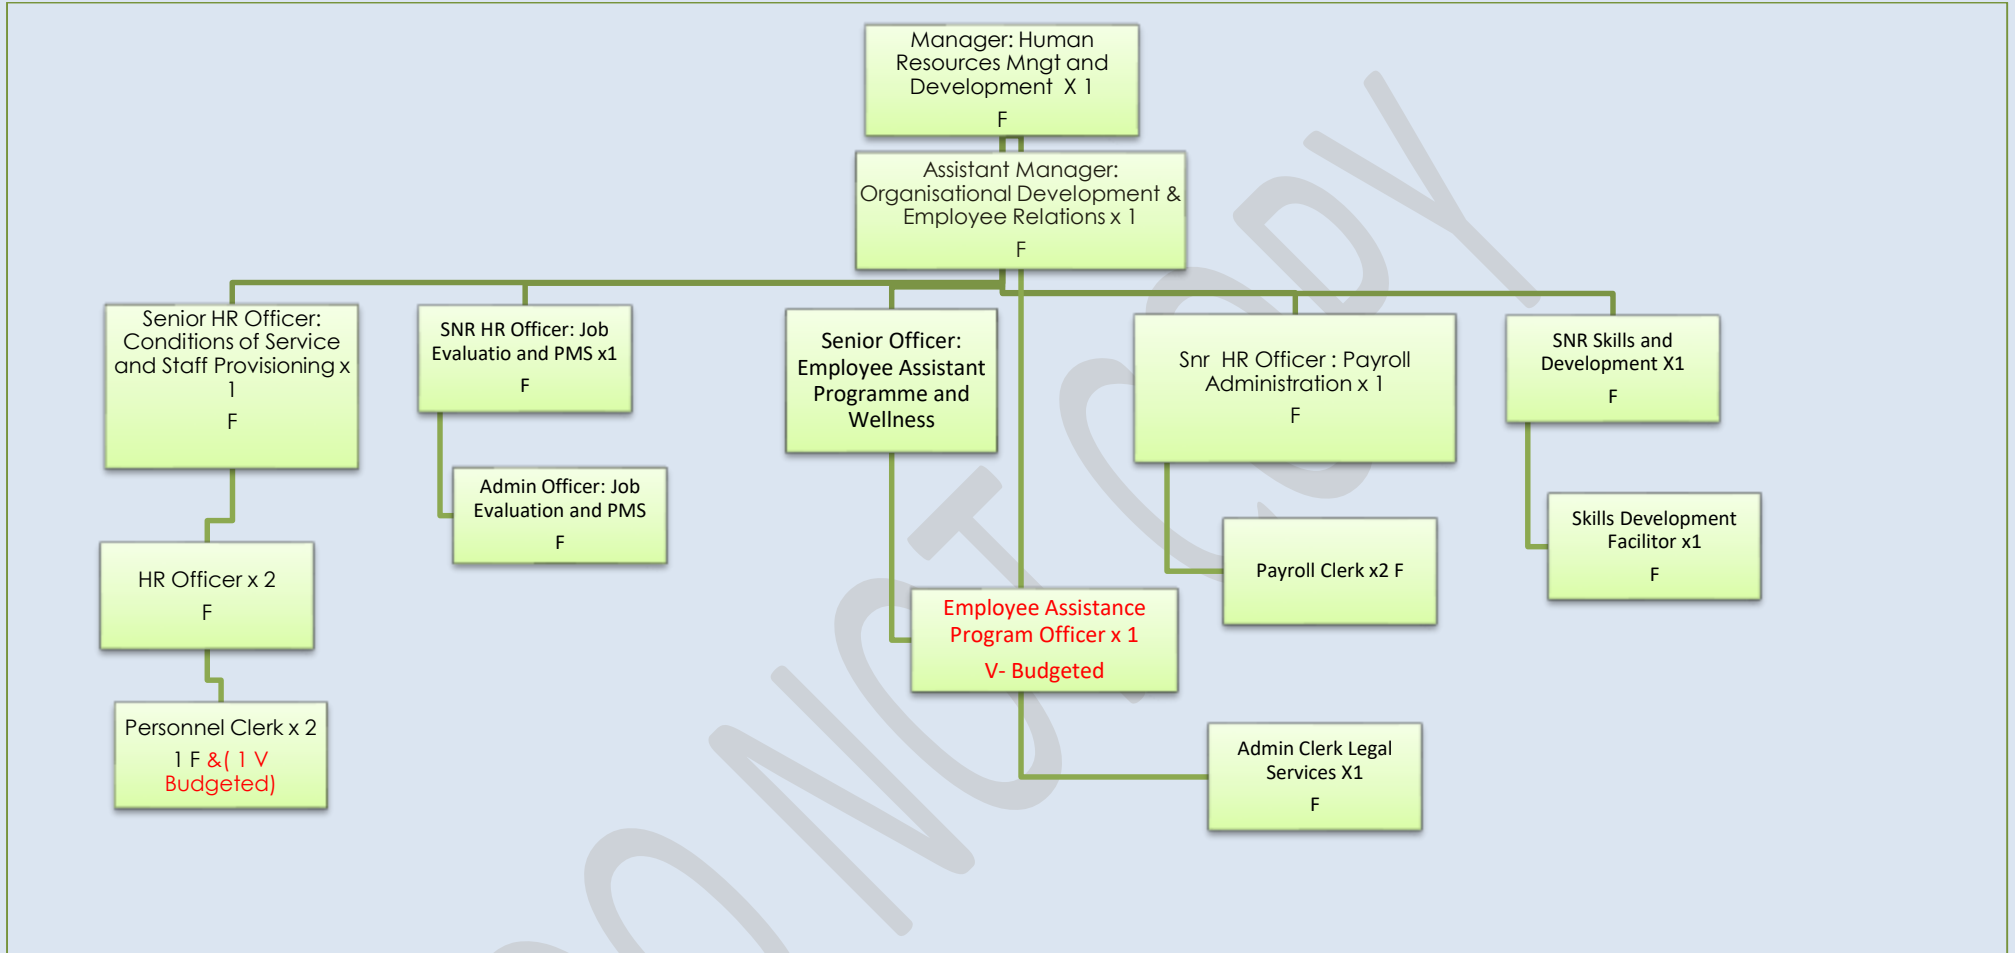 Manager: Human
Resources Mngt and
Development X 1
F
Assistant Manager:
Organisational Development &
Employee Relations x 1
F
Senior HR Officer:
Conditions of Service
and Staff Provisioning x
1
F
SNR HR Officer: Job
Evaluatio and PMS x1
F
Senior Officer:
Employee Assistant
Programme and
Wellness
Snr HR Officer : Payroll
Administration x 1
F
SNR Skills and
Development X1
F
Admin Officer: Job
Evaluation and PMS
F
HR Officer x 2
F
Personnel Clerk x 2
1 F &( 1 V
Budgeted)
Employee Assistance
Program Officer x 1
V- Budgeted
Payroll Clerk x2 F
Skills Development
Facilitor x1
F
Admin Clerk Legal
Services X1
F
DO NOT COPY